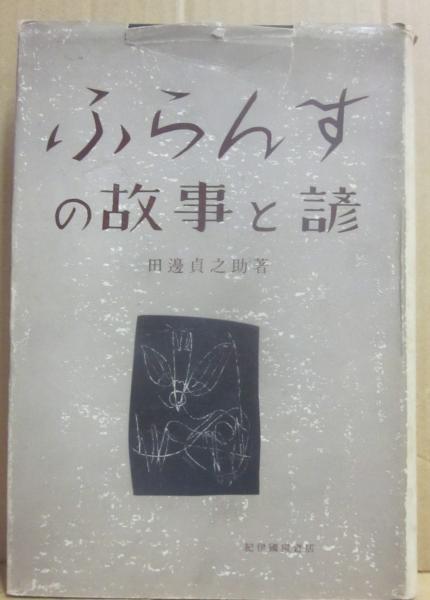 ふらんす
の故事と諺
田邊貞之助著
紀伊國屋書店